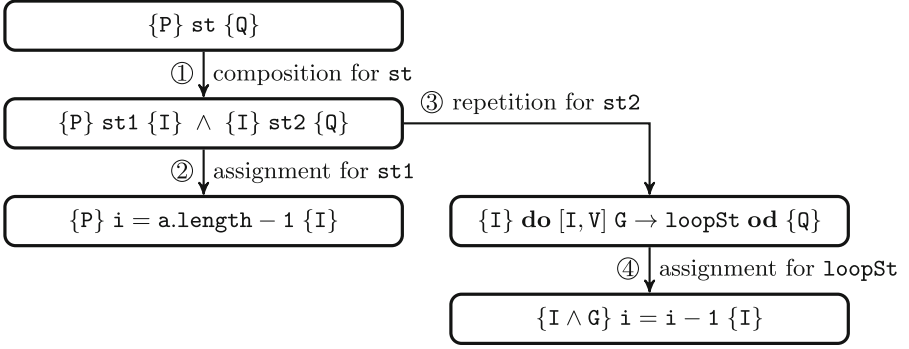 {P} st {Q}
① composition for st
{P} st1 {I} ∧ {I} st2 {Q}
③ repetition for st2
② assignment for st1
{P} i = a.length − 1 {I}
{I} do [I, V] G → loopSt od {Q}
④ assignment for loopSt
{I ∧ G} i = i − 1 {I}